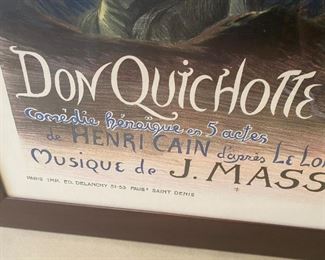 DON QUICHOTTE
Comédie héroïque en 5 actes
de HENRI CAIN d'après LE LO
MUSIQUE de J. MASS
PARIS IMP. ED. DELANCHY 51-53 FAUBG SAINT DENIS